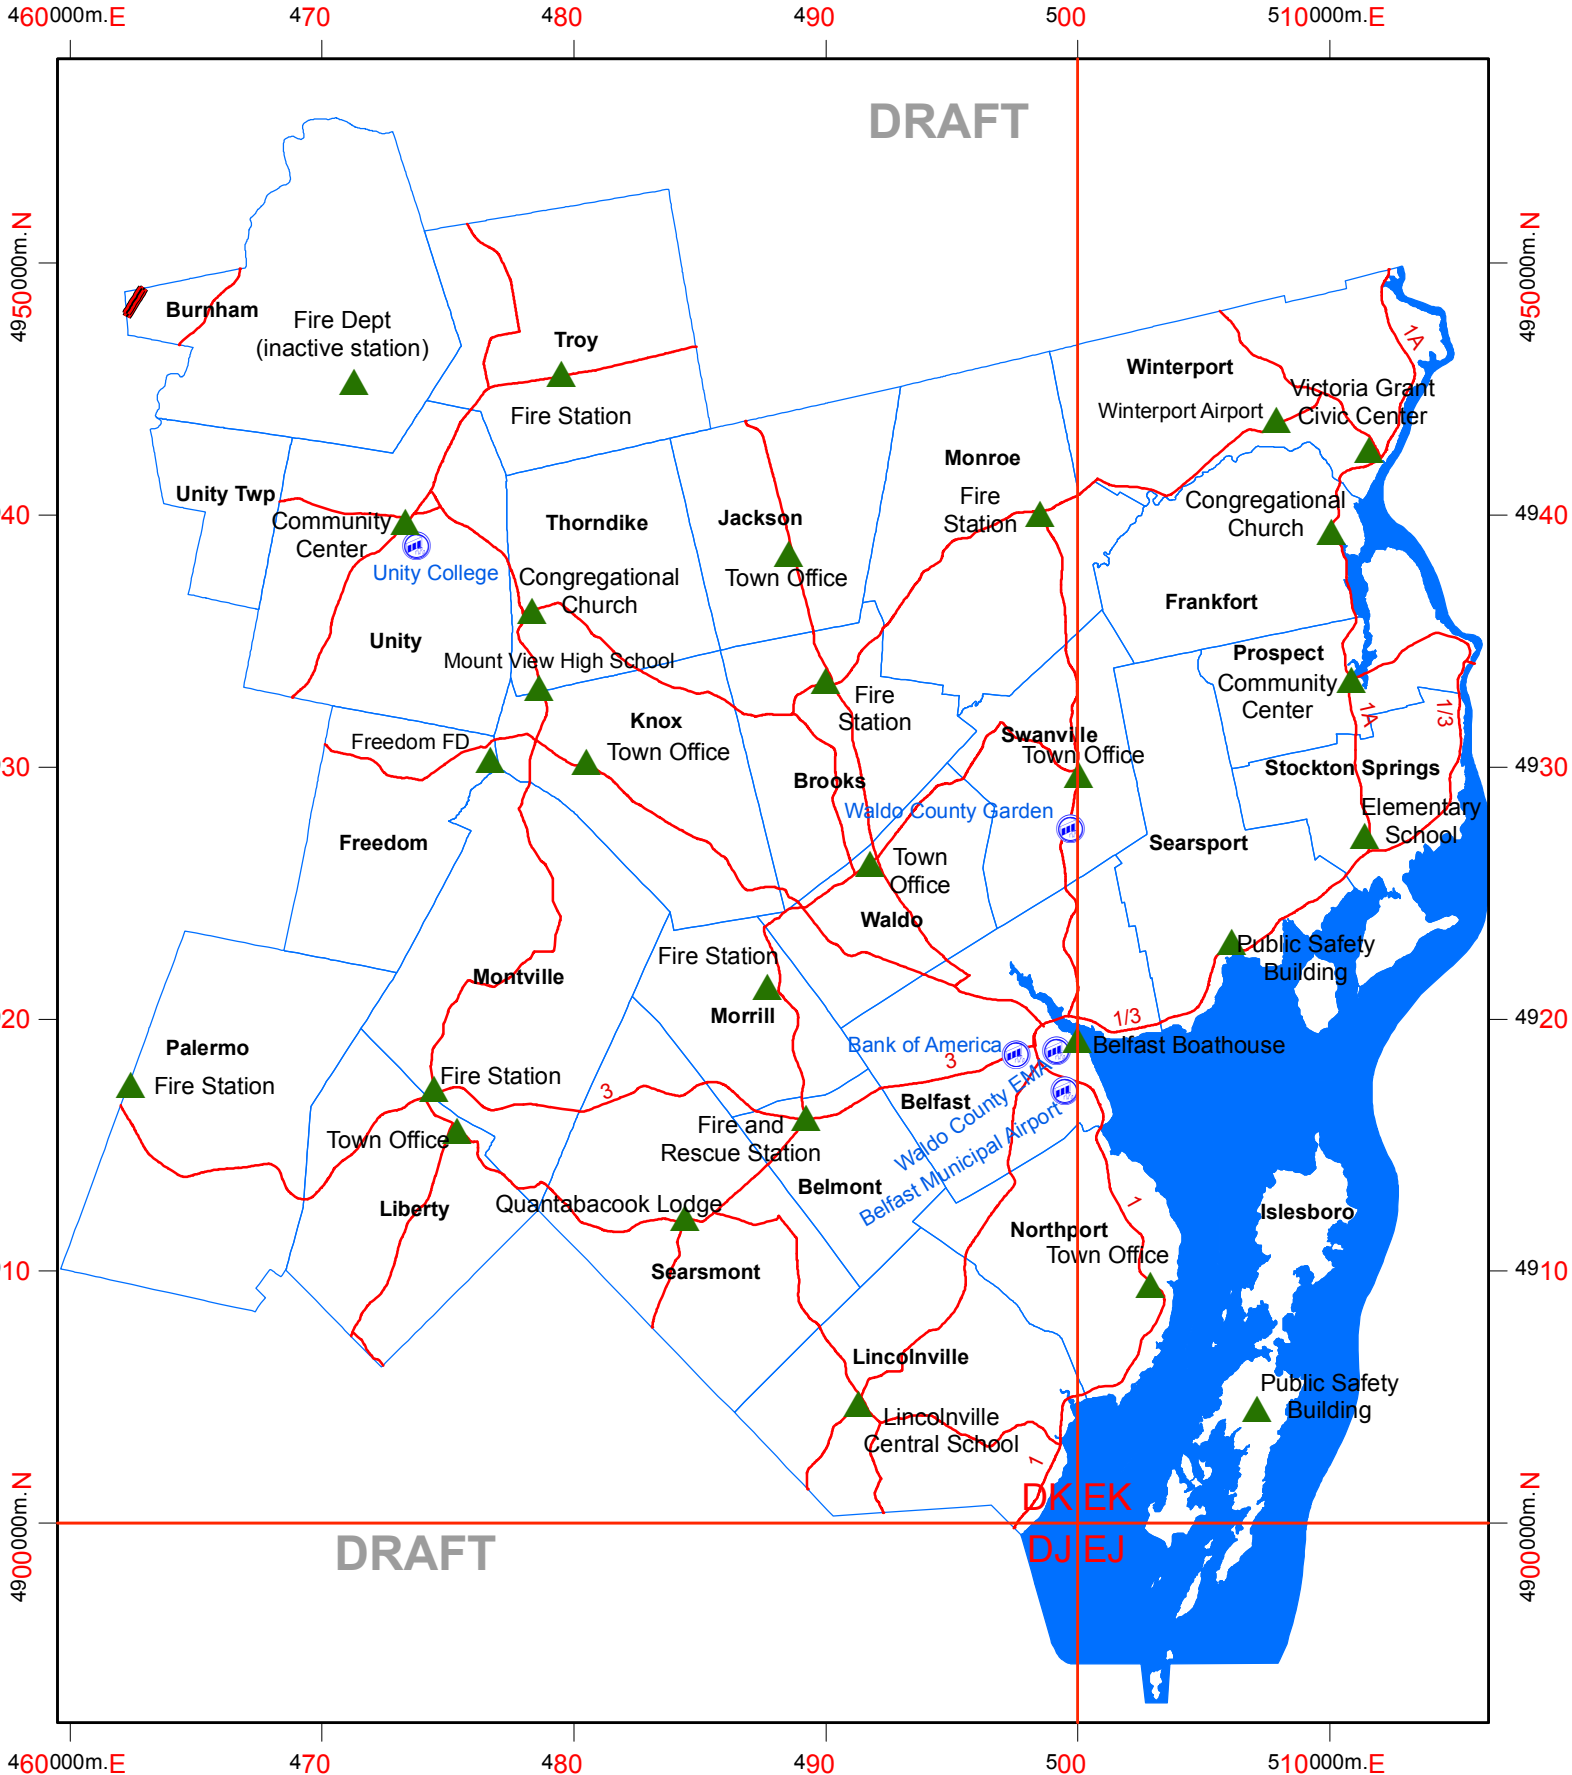 460000m.E 470 480 490 500 510000m.E
DRAFT
4950000m.N
4950000m.N
Burnham
Fire Dept
(inactive station)
Troy
Fire Station
1A
Winterport
Victoria Grant
Civic Center
Winterport Airport
Monroe
Fire
Station
Unity Twp
Community
Center
Unity College
Thorndike
Jackson
Town Office
Congregational
Church
40
4940
Congregational
Church
Frankfort
Unity
Mount View High School
Prospect
Community
Center
1A
1/3
Knox
Town Office
Fire
Station
Freedom FD
Swanville
Town Office
30
4930
Brooks
Stockton Springs
Waldo County Garden
Elementary
School
Freedom
Searsport
Town
Office
Waldo
Fire Station
Public Safety
Building
Montville
Morrill
20
4920
1/3
Palermo
Bank of America
Belfast Boathouse
3
Fire Station
Fire Station
3
Waldo County EMA
Belfast
Belfast Municipal Airport
Town Office
Fire and
Rescue Station
Belmont
Quantabacook Lodge
Liberty
1
Islesboro
Northport
Town Office
10
4910
Searsmont
Lincolnville
Public Safety
Building
Lincolnville
Central School
1
DK EK
4900000m.N
4900000m.N
DJ EJ
DRAFT
460000m.E 470 480 490 500 510000m.E